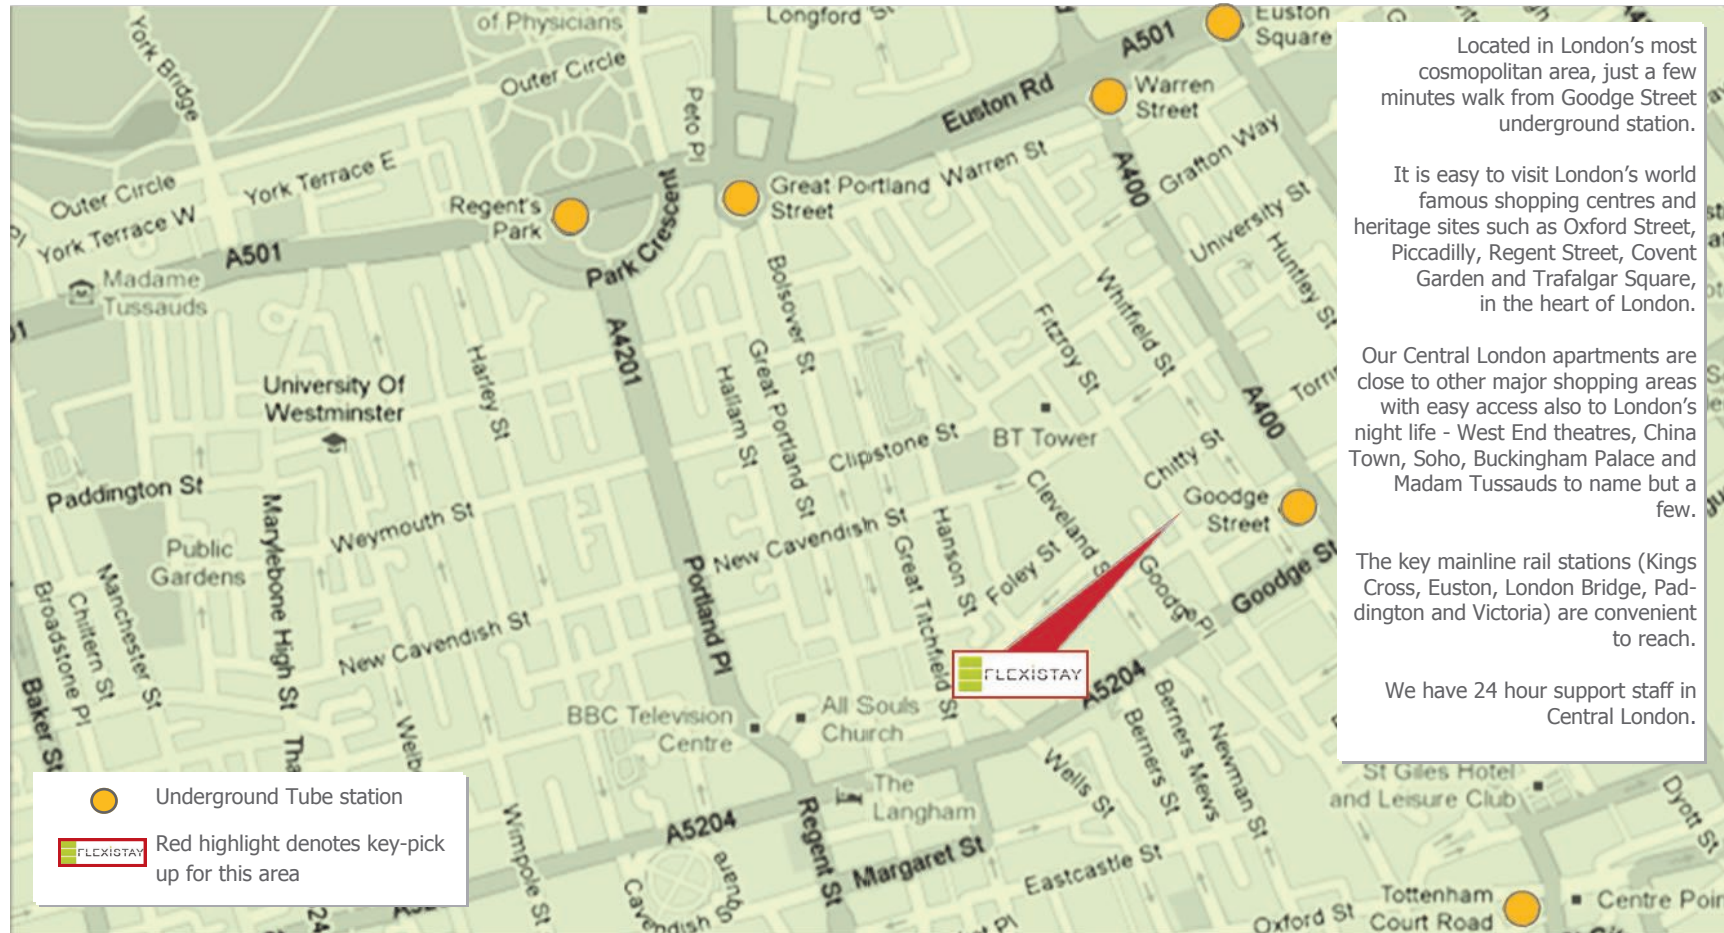 of Physicians
Longford St
Euston
Square
A501
York Bridge
Outer Circle
Peto Pl
Euston Rd
Warren
Street
Outer Circle
York Terrace E
York Terrace W
A501
Regent's
Park
Great Portland
Street
Warren St
A400
Grafton Way
University St
Huntley St
Park Crescent
Madame
Tussauds
A4201
Bolsover St
Whitfield St
Fitzroy St
University Of
Westminster
Harley St
Hallam St
Great Portland St
A400
BT Tower
Clipstone St
Chitty St
Goodge
Street
Paddington St
Marylebone High St
Weymouth St
New Cavendish St
Hanson St
Cleveland
Foley St
Great Titchfield St
Goodge Pl
Goodge St
Public
Gardens
Manchester St
Chiltern St
Broadstone Pl
Baker St
New Cavendish St
Portland Pl
FLEXISTAY
A5204
BBC Television
Centre
All Souls
Church
Berners Mews
Berners St
Newman St
Wells St
The
Langham
A5204
Regent St
Margaret St
Eastcastle St
Wimpole St
Cavendish S
quare
St Giles Hotel
and Leisure Club
Dyott St
Oxford St
Tottenham
Court Road
Centre Poin
Located in London’s most
cosmopolitan area, just a few
minutes walk from Goodge Street
underground station.
It is easy to visit London’s world
famous shopping centres and
heritage sites such as Oxford Street,
Piccadilly, Regent Street, Covent
Garden and Trafalgar Square,
in the heart of London.
Our Central London apartments are
close to other major shopping areas
with easy access also to London’s
night life - West End theatres, China
Town, Soho, Buckingham Palace and
Madam Tussauds to name but a
few.
The key mainline rail stations (Kings
Cross, Euston, London Bridge, Pad-
dington and Victoria) are convenient
to reach.
We have 24 hour support staff in
Central London.
Underground Tube station
FLEXISTAY
Red highlight denotes key-pick
up for this area